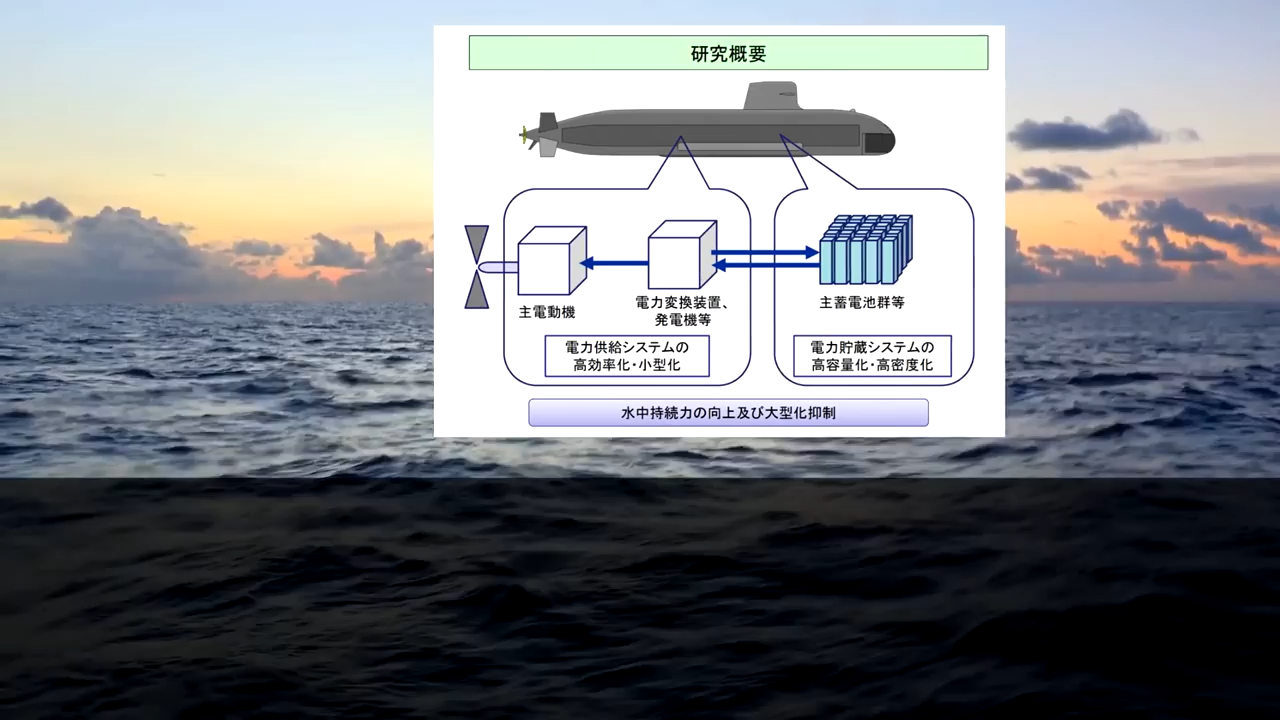 研究概要
主電動機
電力変換装置、
発電機等
主蓄電池群等
電力供給システムの
高効率化・小型化
電力貯蔵システムの
高容量化・高密度化
水中持続力の向上及び大型化抑制